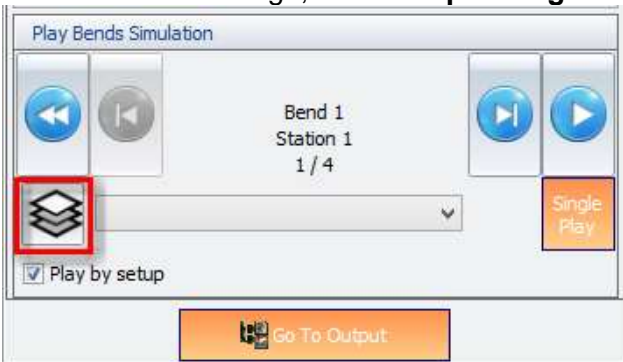 Play Bends Simulation
Bend 1
Station 1
1 / 4
Single
Play
Play by setup
Go To Output